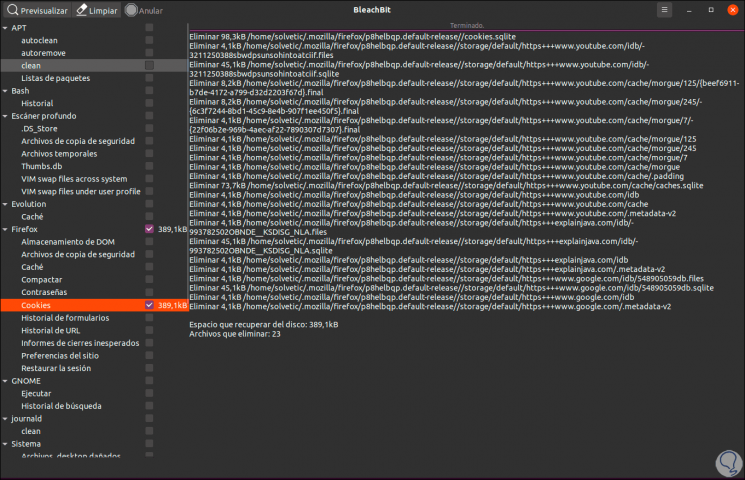 Previsualizar
Limpiar
Anular
BleachBit
APT
autoclean
autoremove
clean
Listas de paquetes
Bash
Historial
Escáner profundo
.DS_Store
Archivos de copia de seguridad
Archivos temporales
Thumbs.db
VIM swap files across system
VIM swap files under user profile
Evolution
Caché
Firefox 389,1kB
Almacenamiento de DOM
Archivos de copia de seguridad
Caché
Compactar
Contraseñas
Cookies 389,1kB
Historial de formularios
Historial de URL
Informes de cierres inesperados
Preferencias del sitio
Restaurar la sesión
GNOME
Ejecutar
Historial de búsqueda
journald
clean
Sistema
Archivos .desktop dañados
Terminado.
Eliminar 98,3kB /home/solvetic/.mozilla/firefox/p8helbqp.default-release//cookies.sqlite
Eliminar 4,1kB /home/solvetic/.mozilla/firefox/p8helbqp.default-release//storage/default/https+++www.youtube.com/idb/-
3211250388sbwdpsunsohintoatciif.files
Eliminar 45,1kB /home/solvetic/.mozilla/firefox/p8helbqp.default-release//storage/default/https+++www.youtube.com/idb/-
3211250388sbwdpsunsohintoatciif.sqlite
Eliminar 8,2kB /home/solvetic/.mozilla/firefox/p8helbqp.default-release//storage/default/https+++www.youtube.com/cache/morgue/125/{beef6911-
b7de-4172-a799-d32d2203f67d}.final
Eliminar 8,2kB /home/solvetic/.mozilla/firefox/p8helbqp.default-release//storage/default/https+++www.youtube.com/cache/morgue/245/-
{6c3f7244-8bd1-45c9-8e4b-907f1ee450f5}.final
Eliminar 4,1kB /home/solvetic/.mozilla/firefox/p8helbqp.default-release//storage/default/https+++www.youtube.com/cache/morgue/7/-
{22f06b2e-969b-4aec-af22-7890307d7307}.final
Eliminar 4,1kB /home/solvetic/.mozilla/firefox/p8helbqp.default-release//storage/default/https+++www.youtube.com/cache/morgue/125
Eliminar 4,1kB /home/solvetic/.mozilla/firefox/p8helbqp.default-release//storage/default/https+++www.youtube.com/cache/morgue/245
Eliminar 4,1kB /home/solvetic/.mozilla/firefox/p8helbqp.default-release//storage/default/https+++www.youtube.com/cache/morgue/7
Eliminar 4,1kB /home/solvetic/.mozilla/firefox/p8helbqp.default-release//storage/default/https+++www.youtube.com/cache/morgue
Eliminar 4,1kB /home/solvetic/.mozilla/firefox/p8helbqp.default-release//storage/default/https+++www.youtube.com/cache/.padding
Eliminar 73,7kB /home/solvetic/.mozilla/firefox/p8helbqp.default-release//storage/default/https+++www.youtube.com/cache/caches.sqlite
Eliminar 4,1kB /home/solvetic/.mozilla/firefox/p8helbqp.default-release//storage/default/https+++www.youtube.com/idb
Eliminar 4,1kB /home/solvetic/.mozilla/firefox/p8helbqp.default-release//storage/default/https+++www.youtube.com/cache
Eliminar 4,1kB /home/solvetic/.mozilla/firefox/p8helbqp.default-release//storage/default/https+++www.youtube.com/.metadata-v2
Eliminar 4,1kB /home/solvetic/.mozilla/firefox/p8helbqp.default-release//storage/default/https+++explainjava.com/idb/-
993782502OBNDE__KSDISG_NLA.files
Eliminar 45,1kB /home/solvetic/.mozilla/firefox/p8helbqp.default-release//storage/default/https+++explainjava.com/idb/-
993782502OBNDE__KSDISG_NLA.sqlite
Eliminar 4,1kB /home/solvetic/.mozilla/firefox/p8helbqp.default-release//storage/default/https+++explainjava.com/idb
Eliminar 4,1kB /home/solvetic/.mozilla/firefox/p8helbqp.default-release//storage/default/https+++explainjava.com/.metadata-v2
Eliminar 4,1kB /home/solvetic/.mozilla/firefox/p8helbqp.default-release//storage/default/https+++www.google.com/idb/548905059db.files
Eliminar 45,1kB /home/solvetic/.mozilla/firefox/p8helbqp.default-release//storage/default/https+++www.google.com/idb/548905059db.sqlite
Eliminar 4,1kB /home/solvetic/.mozilla/firefox/p8helbqp.default-release//storage/default/https+++www.google.com/idb
Eliminar 4,1kB /home/solvetic/.mozilla/firefox/p8helbqp.default-release//storage/default/https+++www.google.com/.metadata-v2
Espacio que recuperar del disco: 389,1kB
Archivos que eliminar: 23